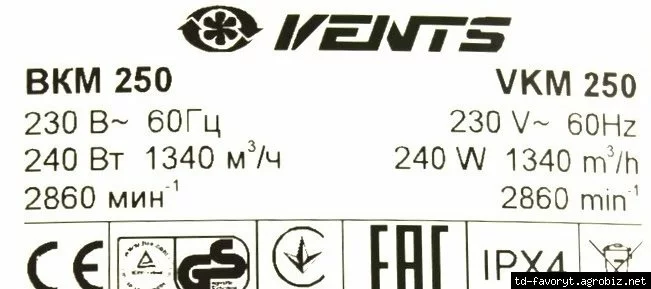 VENTS
ВКМ 250 VKM 250
230 В~ 60Гц 230 V~ 60Hz
240 Вт 1340 м³/ч 240 W 1340 m³/h
2860 мин⁻¹ 2860 min⁻¹
CE GS EAC IPX4
td-favoryt.agrobiz.net